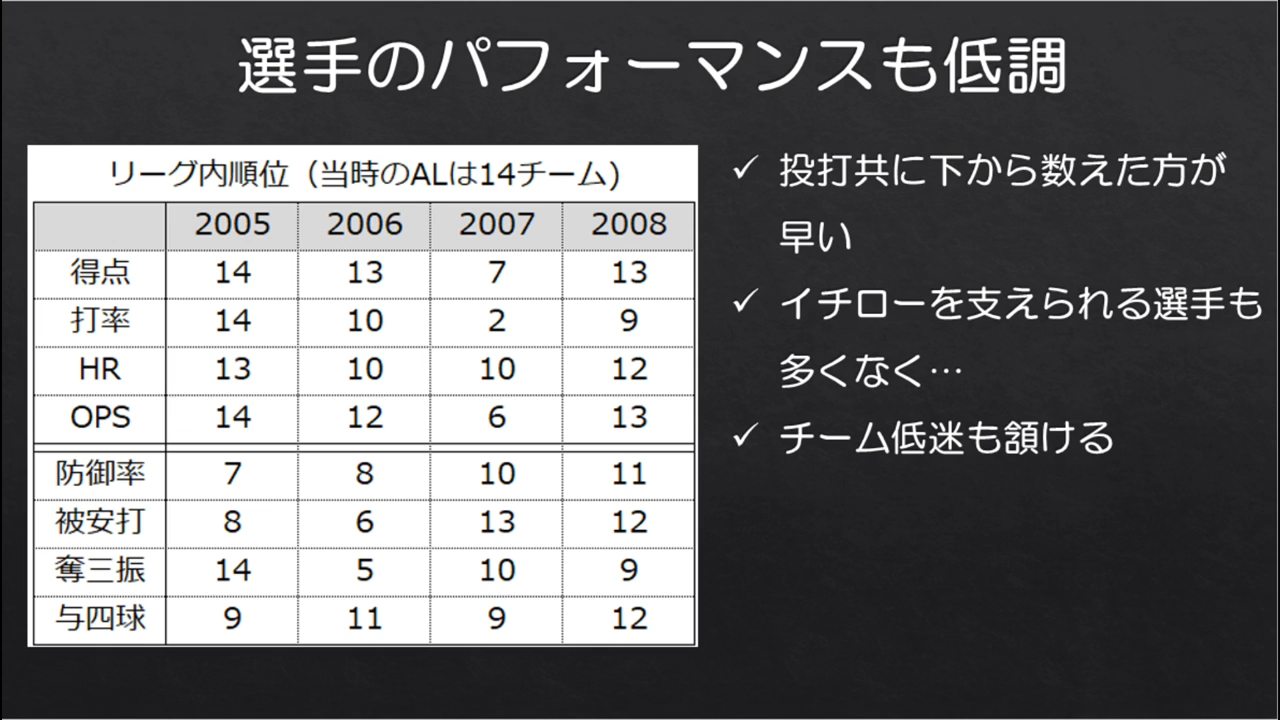 選手のパフォーマンスも低調
リーグ内順位（当時のALは14チーム）
2005 2006 2007 2008
得点 14 13 7 13
打率 14 10 2 9
HR 13 10 10 12
OPS 14 12 6 13
防御率 7 8 10 11
被安打 8 6 13 12
奪三振 14 5 10 9
与四球 9 11 9 12
✓ 投打共に下から数えた方が
早い
✓ イチローを支えられる選手も
多くなく…
✓ チーム低迷も頷ける